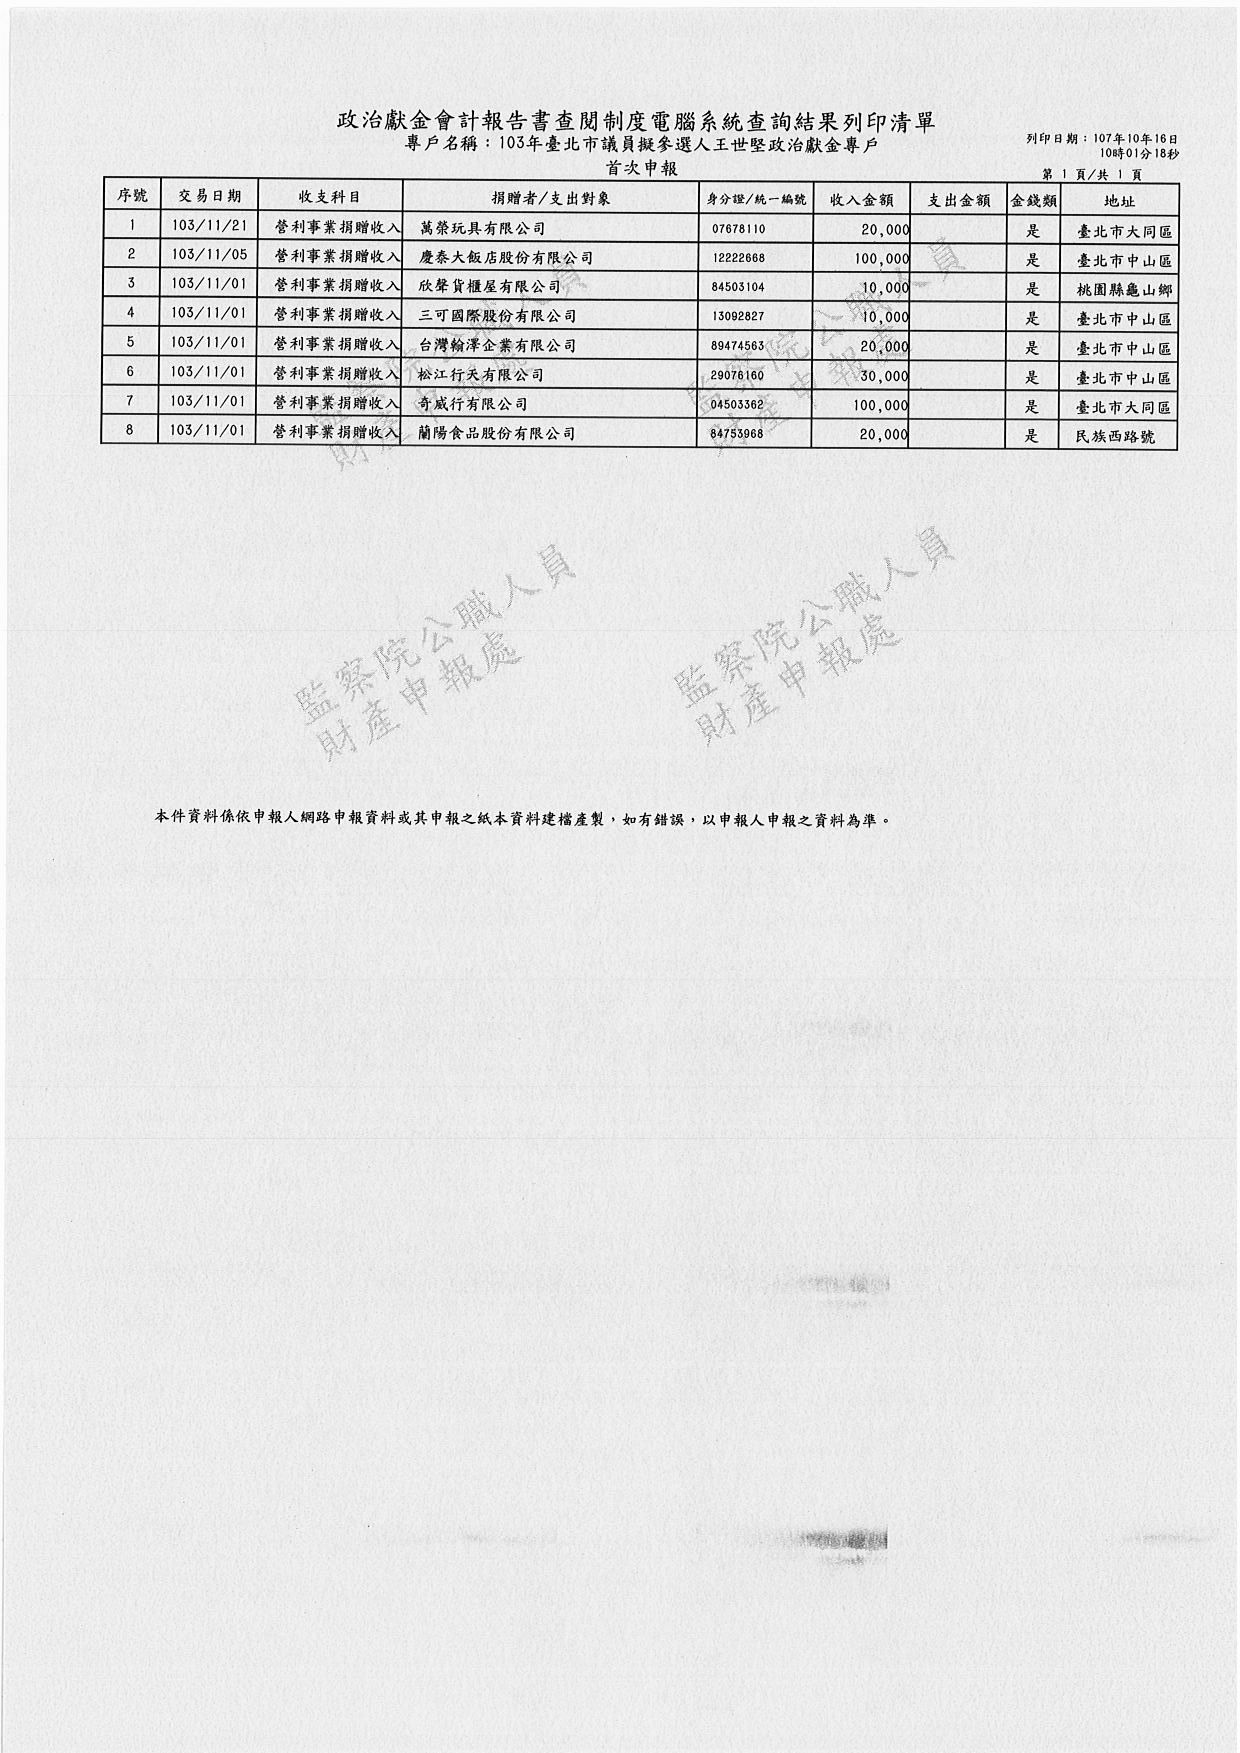 政治獻金會計報告書查閱制度電腦系統查詢結果列印清單
專戶名稱：103年臺北市議員擬參選人王世堅政治獻金專戶
列印日期：107年10年16日
10時01分18秒
首次申報
第 1 頁/共 1 頁
序號 交易日期 收支科目 捐贈者/支出對象 身分證/統一編號 收入金額 支出金額 金錢類 地址
1 103/11/21 營利事業捐贈收入 萬榮玩具有限公司 07678110 20,000 是 臺北市大同區
2 103/11/05 營利事業捐贈收入 慶泰大飯店股份有限公司 12222668 100,000 是 臺北市中山區
3 103/11/01 營利事業捐贈收入 欣聲貨櫃屋有限公司 84503104 10,000 是 桃園縣龜山鄉
4 103/11/01 營利事業捐贈收入 三可國際股份有限公司 13092827 10,000 是 臺北市中山區
5 103/11/01 營利事業捐贈收入 台灣翰澤企業有限公司 89474563 20,000 是 臺北市中山區
6 103/11/01 營利事業捐贈收入 松江行天有限公司 29076160 30,000 是 臺北市中山區
7 103/11/01 營利事業捐贈收入 奇威行有限公司 04503362 100,000 是 臺北市大同區
8 103/11/01 營利事業捐贈收入 蘭陽食品股份有限公司 84753968 20,000 是 民族西路號
監察院公職人員
財產申報處
監察院公職人員
財產申報處
監察院公職人員
財產申報處
監察院公職人員
財產申報處
本件資料係依申報人網路申報資料或其申報之紙本資料建檔產製，如有錯誤，以申報人申報之資料為準。